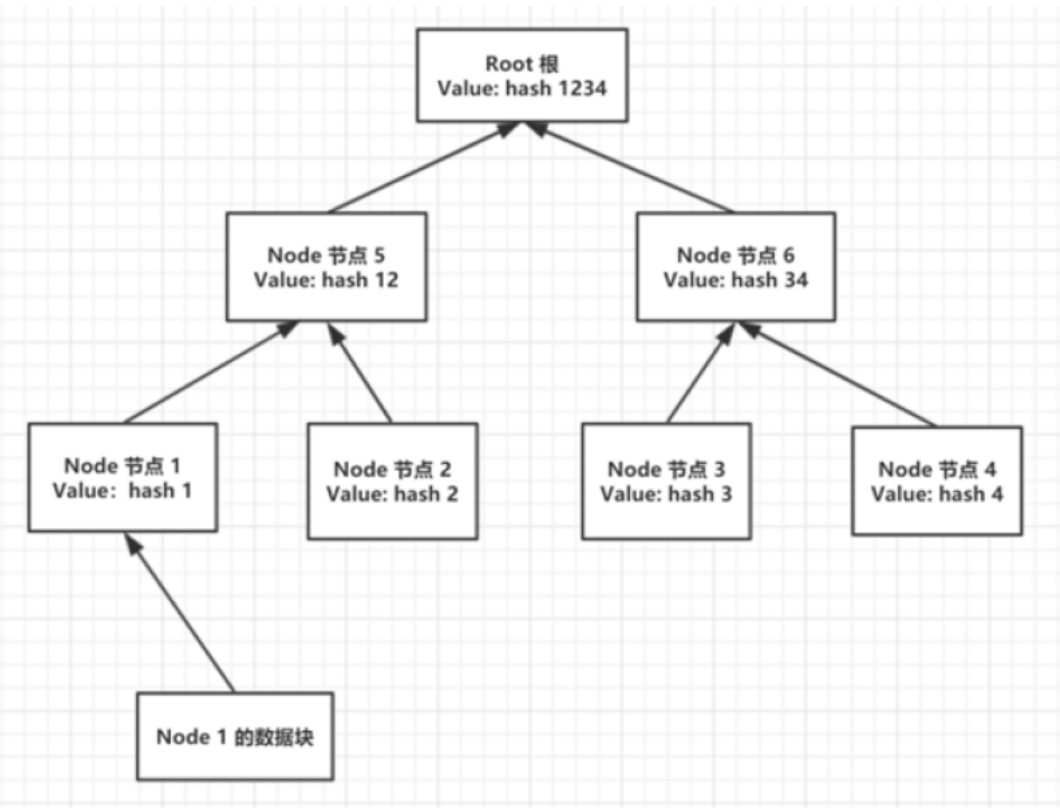 Root 根
Value: hash 1234
Node 节点 5
Value: hash 12
Node 节点 6
Value: hash 34
Node 节点 1
Value：hash 1
Node 节点 2
Value: hash 2
Node 节点 3
Value: hash 3
Node 节点 4
Value: hash 4
Node 1 的数据块